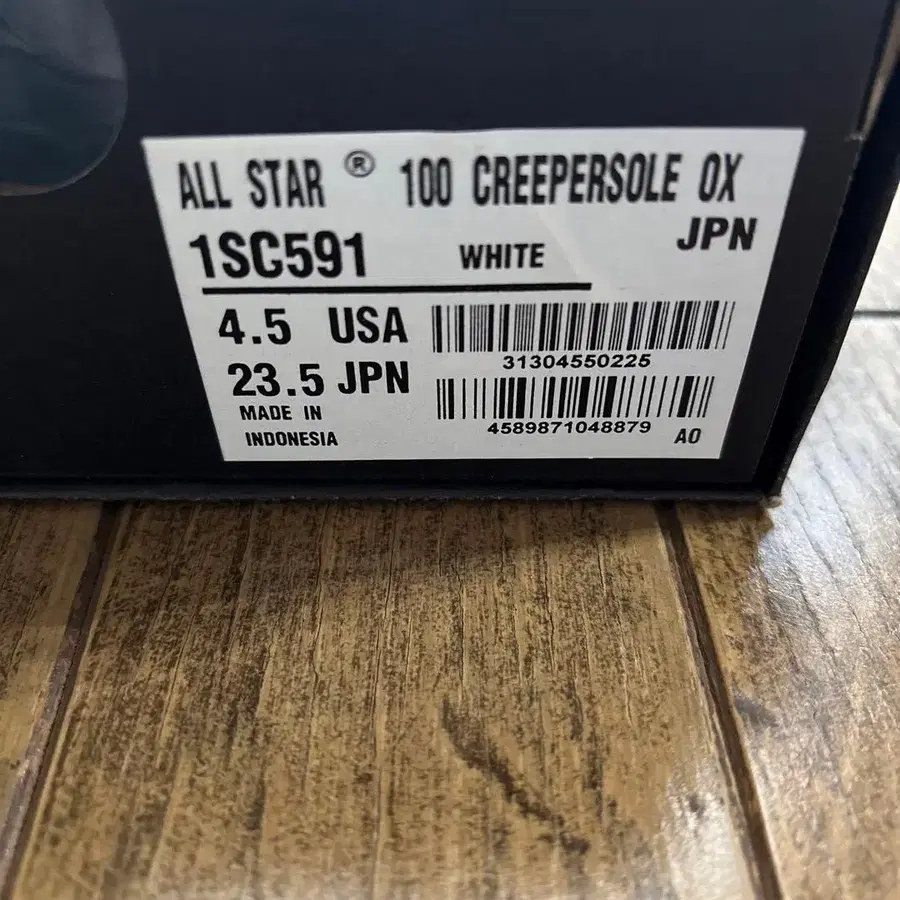 ALL STAR ® 100 CREEPERSOLE OX
JPN
1SC591 WHITE
4.5 USA
31304550225
23.5 JPN
MADE IN
INDONESIA
4589871048879 A0